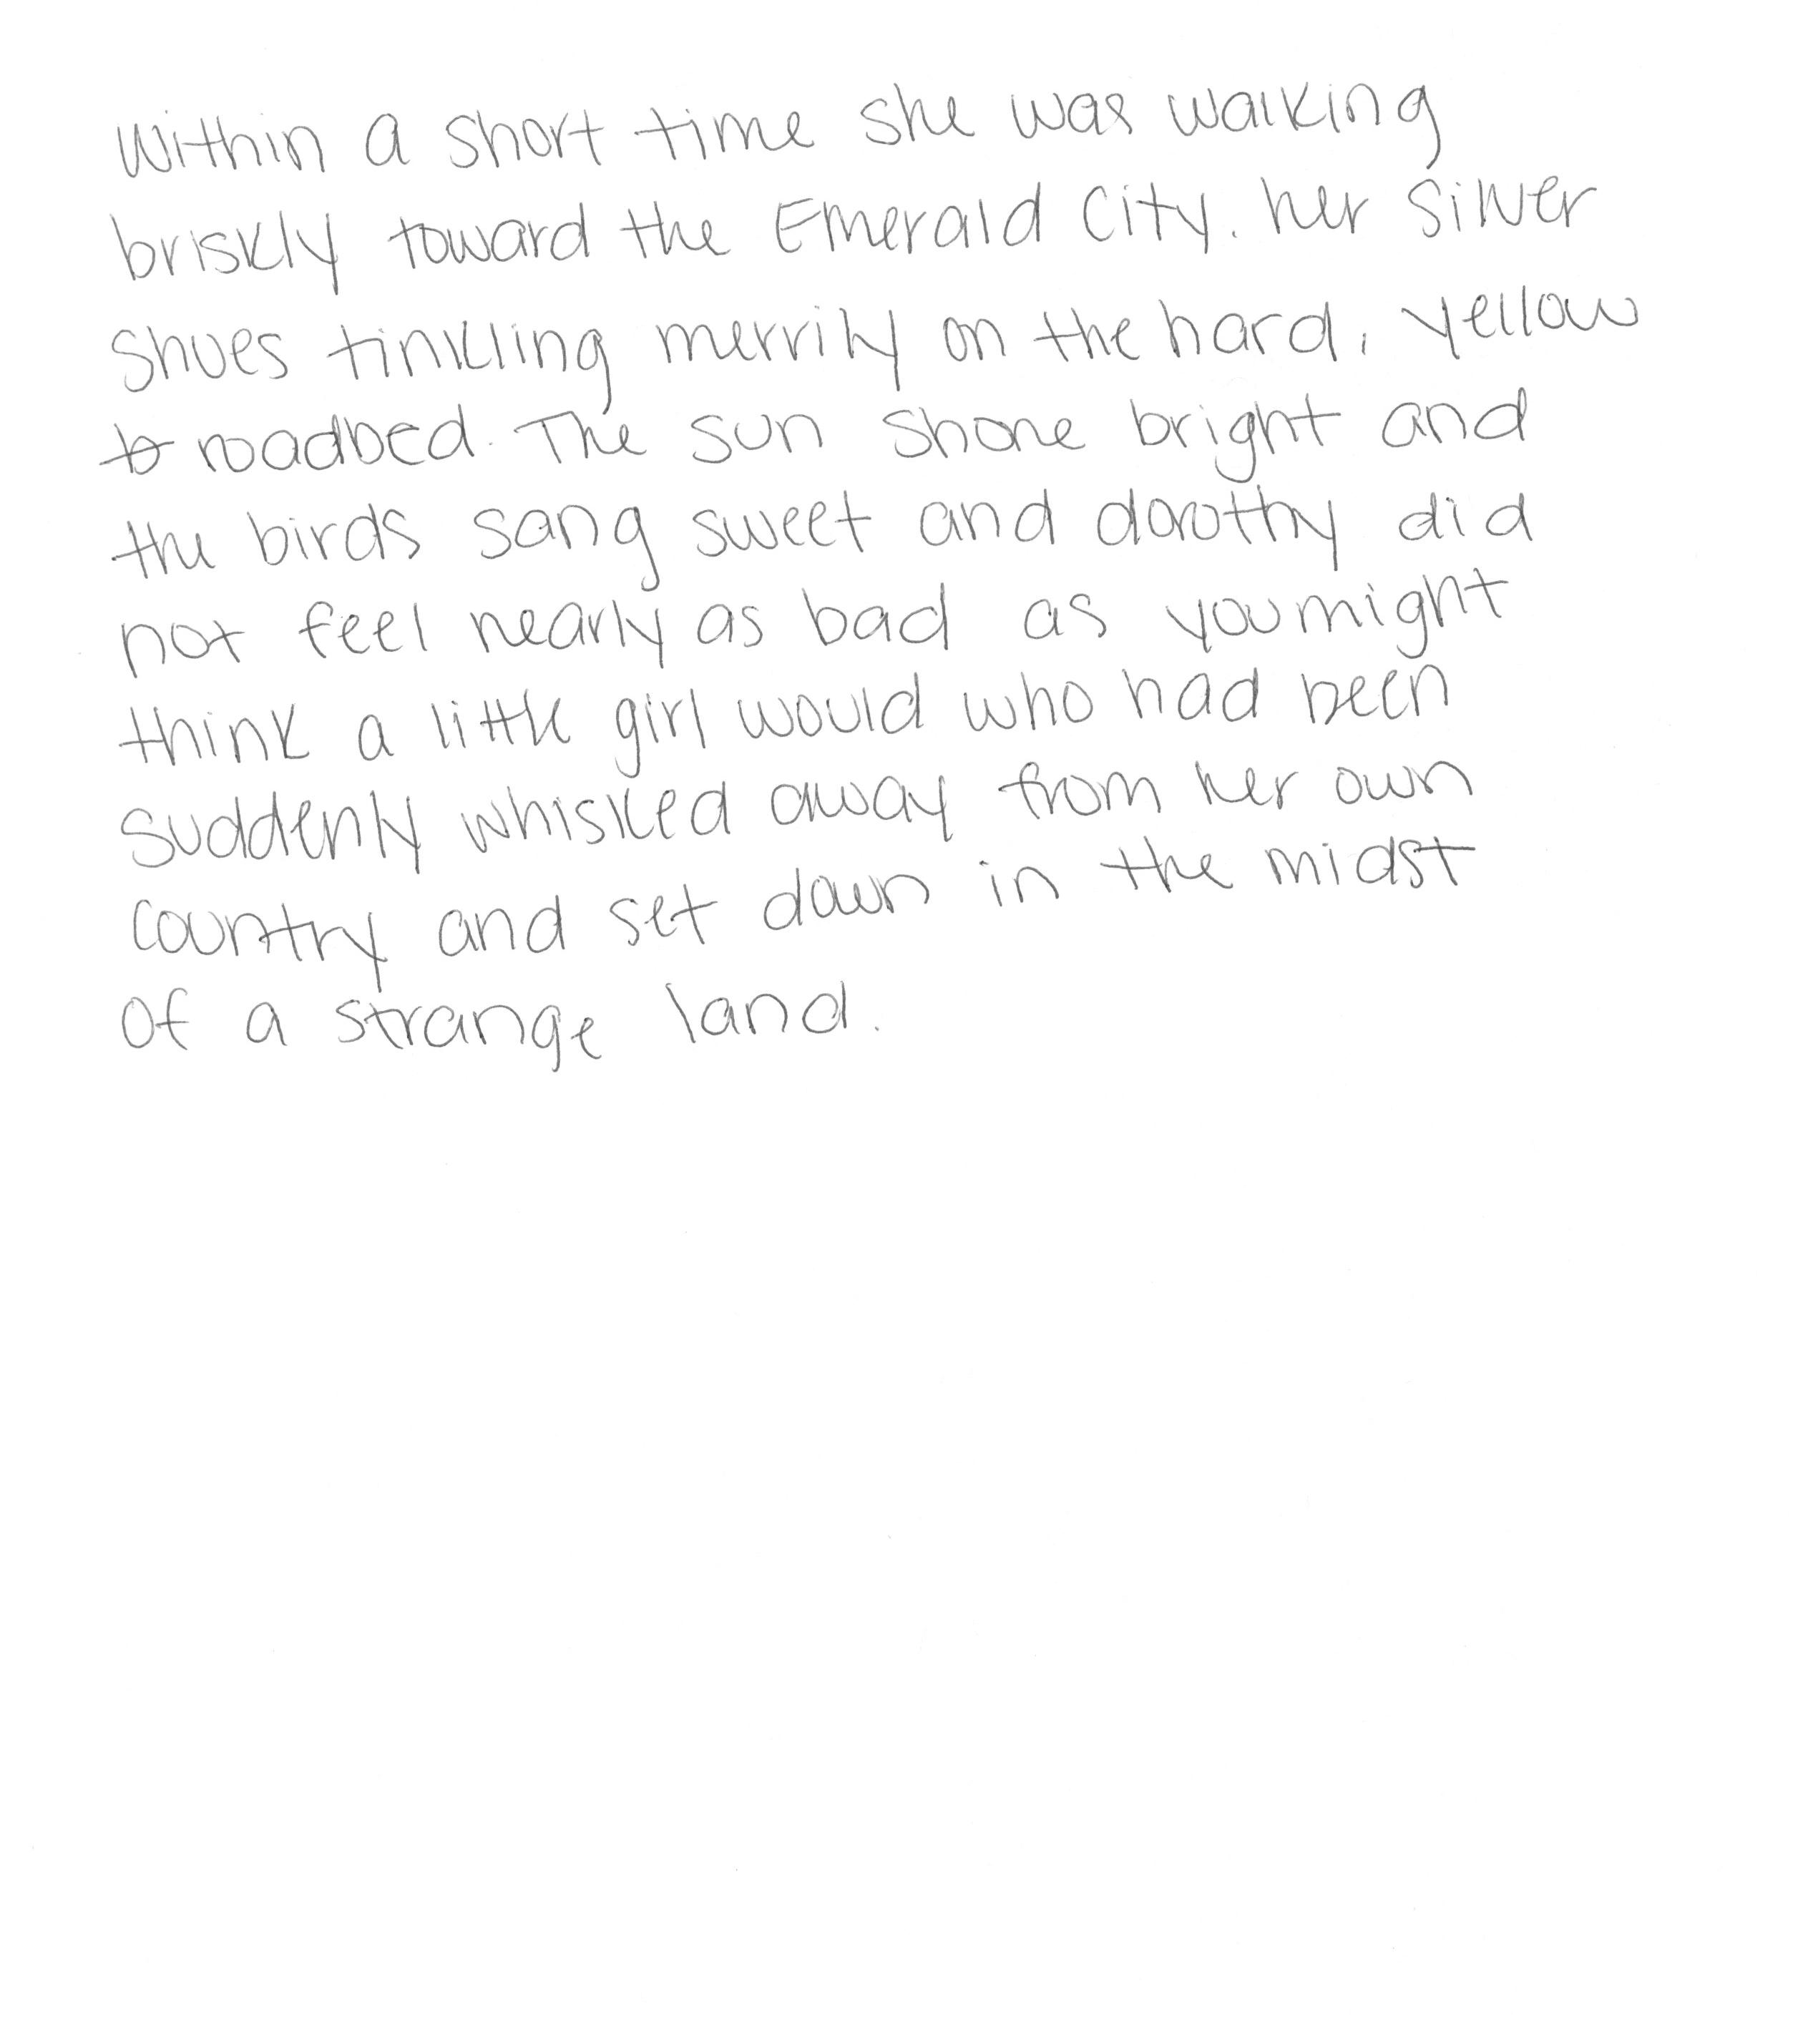 Within a short time she was walking
briskly toward the Emerald City. her silver
shoes tinkling merrily on the hard, yellow
roadbed. The sun shone bright and
the birds sang sweet and dorothy did
not feel nearly as bad as you might
think a little girl would who had been
suddenly whisked away from her own
country and set down in the midst
of a strange land.